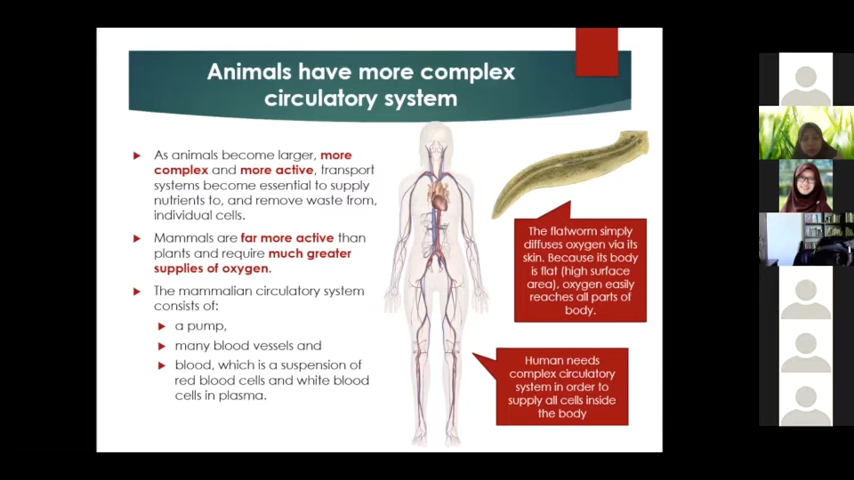 Animals have more complex
circulatory system
As animals become larger, more
complex and more active, transport
systems become essential to supply
nutrients to, and remove waste from,
individual cells.
Mammals are far more active than
plants and require much greater
supplies of oxygen.
The mammalian circulatory system
consists of:
a pump,
many blood vessels and
blood, which is a suspension of
red blood cells and white blood
cells in plasma.
The flatworm simply
diffuses oxygen via its
skin. Because its body
is flat (high surface
area), oxygen easily
reaches all parts of
body.
Human needs
complex circulatory
system in order to
supply all cells inside
the body